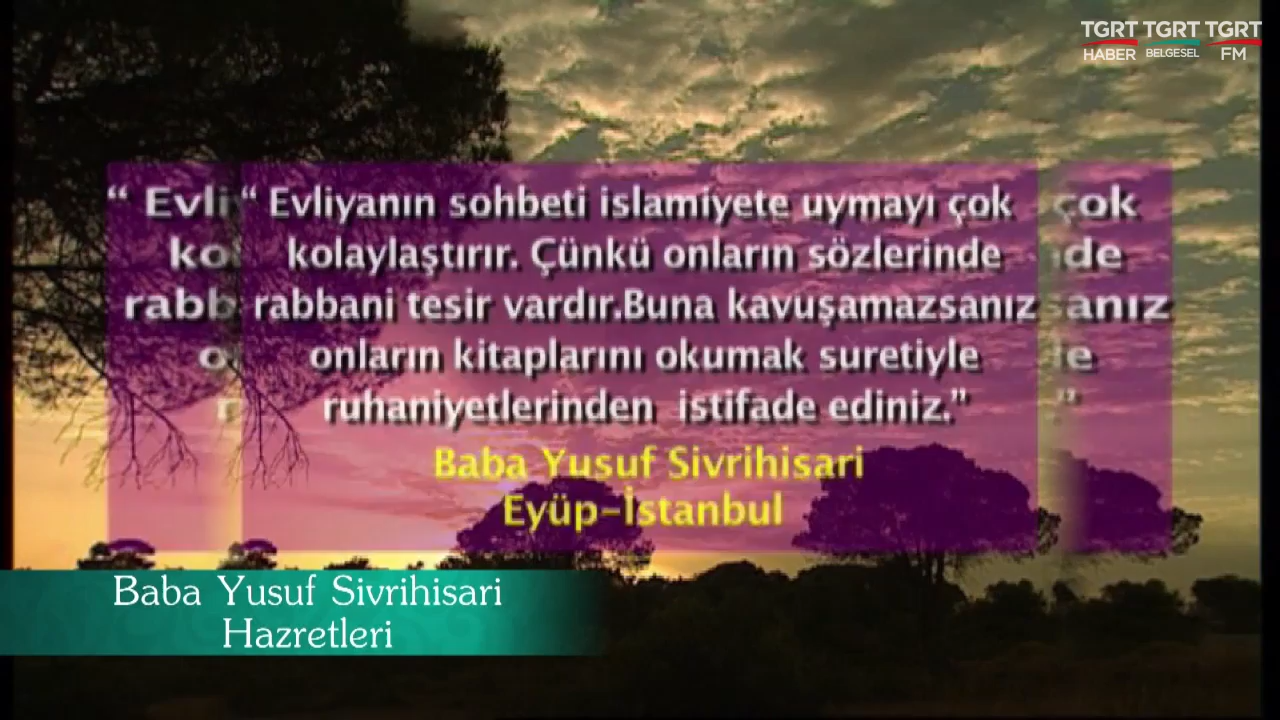 TGRT TGRT TGRT
HABER BELGESEL FM
“ Evliyanın sohbeti islamiyete uymayı çok
kolaylaştırır. Çünkü onların sözlerinde
rabbani tesir vardır.Buna kavuşamazsanız
onların kitaplarını okumak suretiyle
ruhaniyetlerinden istifade ediniz.”
Baba Yusuf Sivrihisari
Eyüp-İstanbul
Baba Yusuf Sivrihisari
Hazretleri